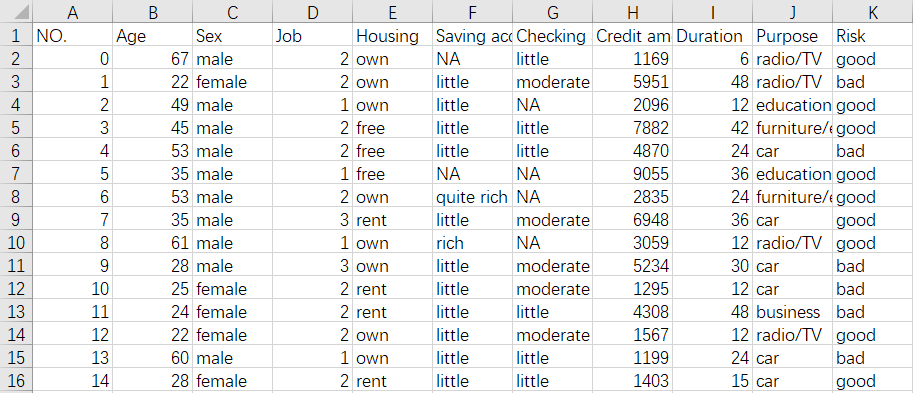 A B C D E F G H I J K
1 NO. Age Sex Job Housing Saving acc Checking Credit am Duration Purpose Risk
2 0 67 male 2 own NA little 1169 6 radio/TV good
3 1 22 female 2 own little moderate 5951 48 radio/TV bad
4 2 49 male 1 own little NA 2096 12 education good
5 3 45 male 2 free little little 7882 42 furniture/e good
6 4 53 male 2 free little little 4870 24 car bad
7 5 35 male 1 free NA NA 9055 36 education good
8 6 53 male 2 own quite rich NA 2835 24 furniture/e good
9 7 35 male 3 rent little moderate 6948 36 car good
10 8 61 male 1 own rich NA 3059 12 radio/TV good
11 9 28 male 3 own little moderate 5234 30 car bad
12 10 25 female 2 rent little moderate 1295 12 car bad
13 11 24 female 2 rent little little 4308 48 business bad
14 12 22 female 2 own little moderate 1567 12 radio/TV good
15 13 60 male 1 own little little 1199 24 car bad
16 14 28 female 2 rent little little 1403 15 car good